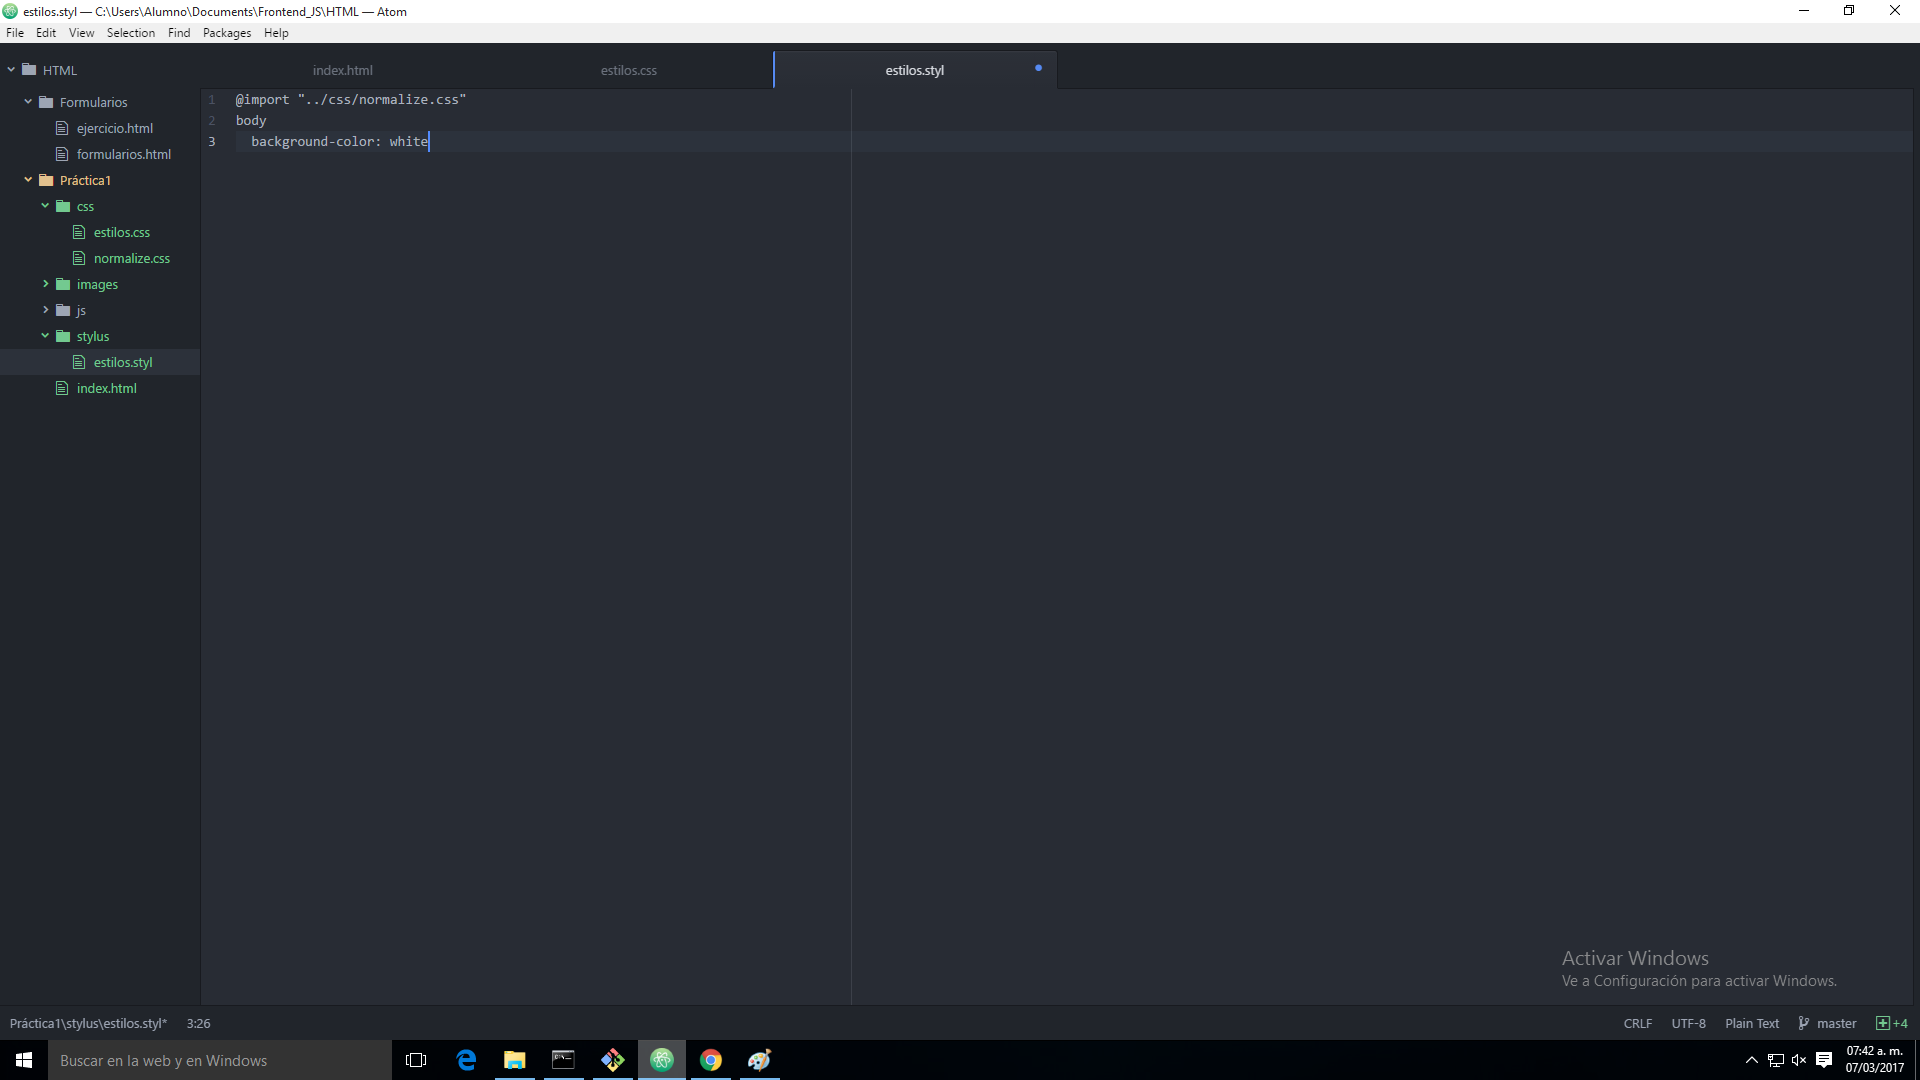 estilos.styl — C:\Users\Alumno\Documents\Frontend_JS\HTML — Atom
File Edit View Selection Find Packages Help
HTML
Formularios
ejercicio.html
formularios.html
Práctica1
css
estilos.css
normalize.css
images
js
stylus
estilos.styl
index.html
index.html estilos.css estilos.styl
1 @import "../css/normalize.css"
2 body
3 background-color: white
Activar Windows
Ve a Configuración para activar Windows.
Práctica1\stylus\estilos.styl* 3:26 CRLF UTF-8 Plain Text master +4
Buscar en la web y en Windows
07:42 a. m.
07/03/2017